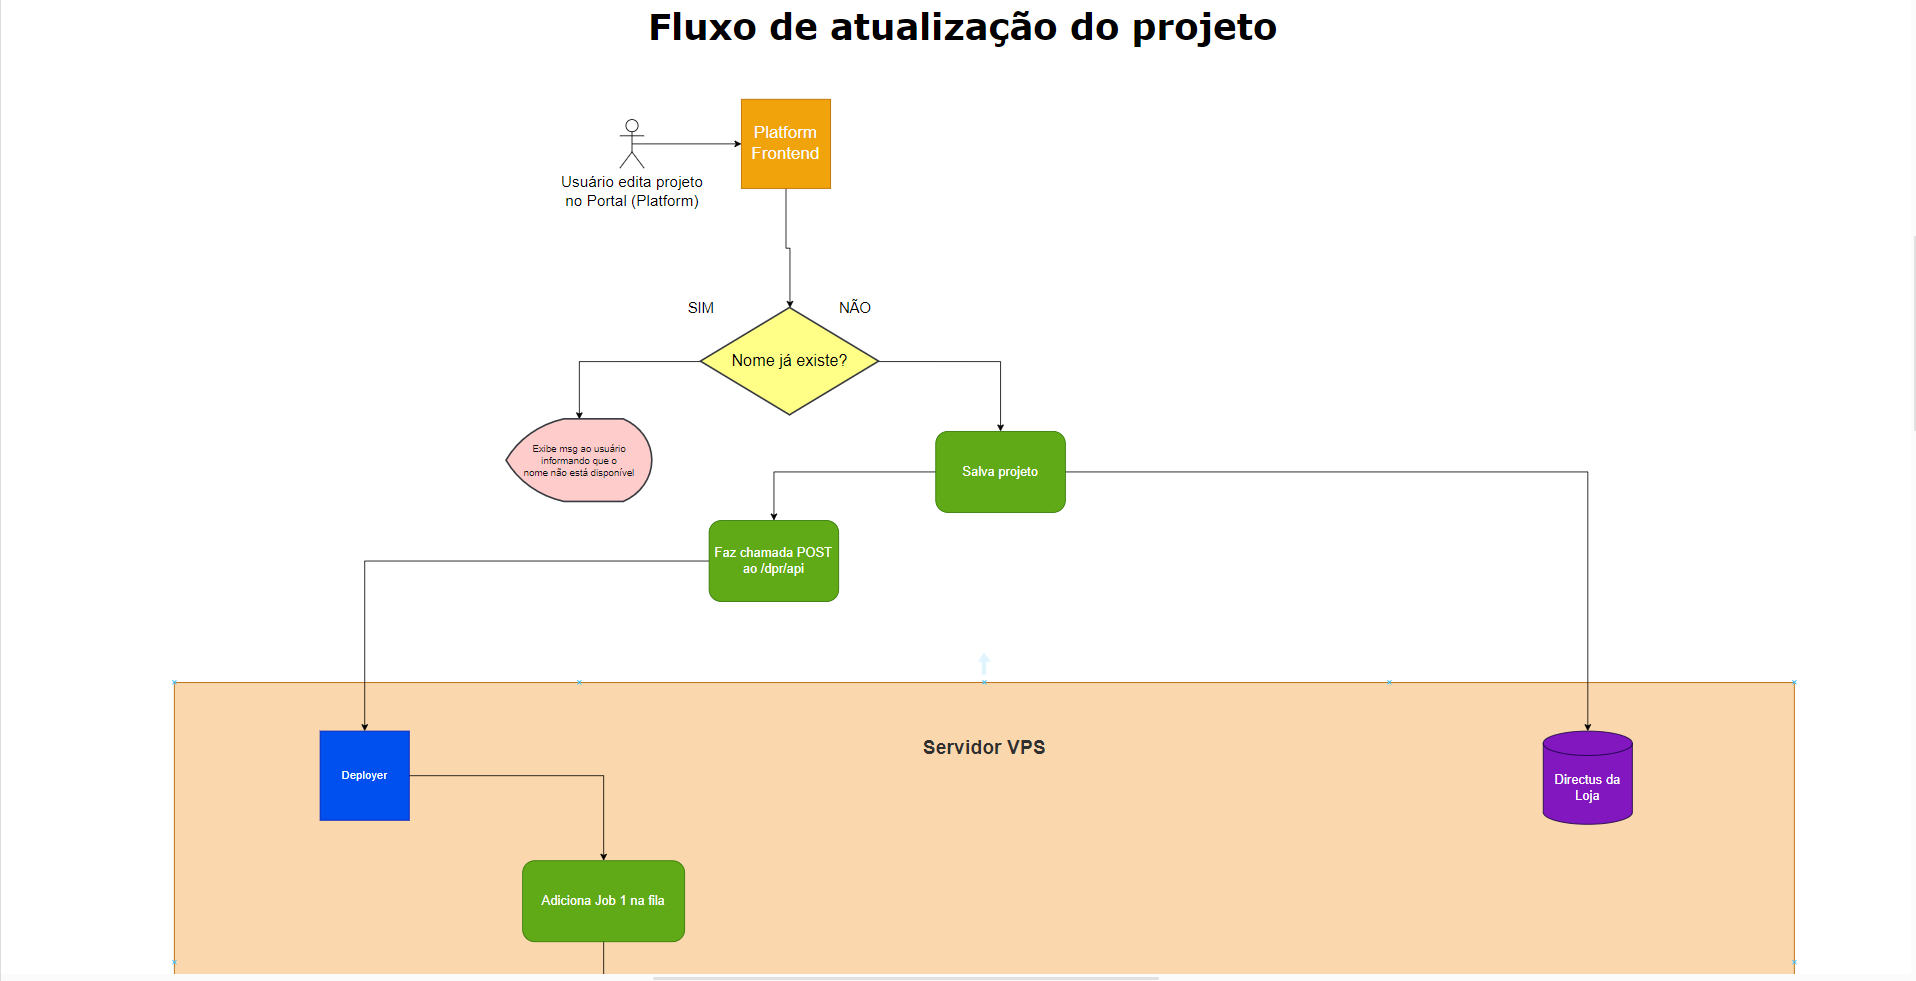 Fluxo de atualização do projeto
Platform
Frontend
Usuário edita projeto
no Portal (Platform)
SIM
NÃO
Nome já existe?
Exibe msg ao usuário
informando que o
nome não está disponível
Salva projeto
Faz chamada POST
ao /dpr/api
Servidor VPS
Deployer
Directus da
Loja
Adiciona Job 1 na fila